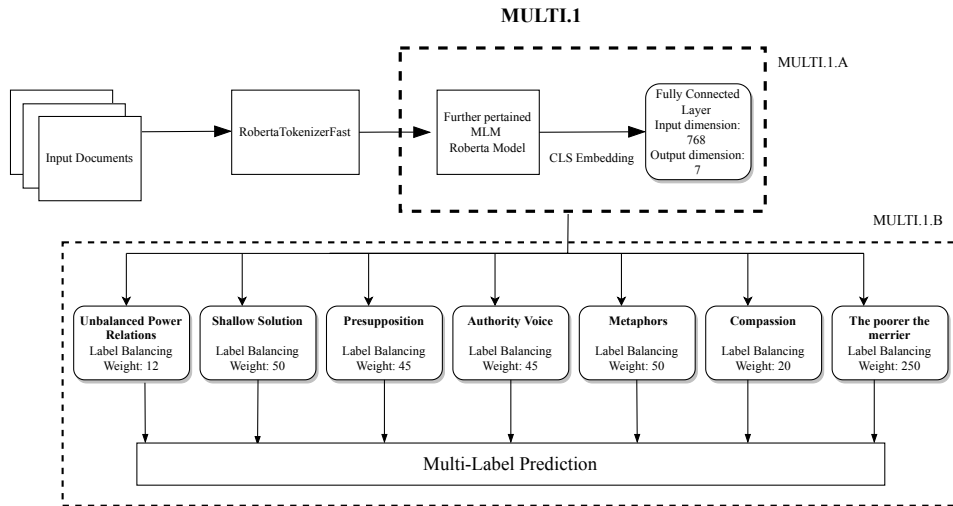 MULTI.1
MULTI.1.A
Input Documents
RobertaTokenizerFast
Further pertained
MLM
Roberta Model
CLS Embedding
Fully Connected
Layer
Input dimension:
768
Output dimension:
7
MULTI.1.B
Unbalanced Power
Relations
Label Balancing
Weight: 12
Shallow Solution
Label Balancing
Weight: 50
Presupposition
Label Balancing
Weight: 45
Authority Voice
Label Balancing
Weight: 45
Metaphors
Label Balancing
Weight: 50
Compassion
Label Balancing
Weight: 20
The poorer the
merrier
Label Balancing
Weight: 250
Multi-Label Prediction